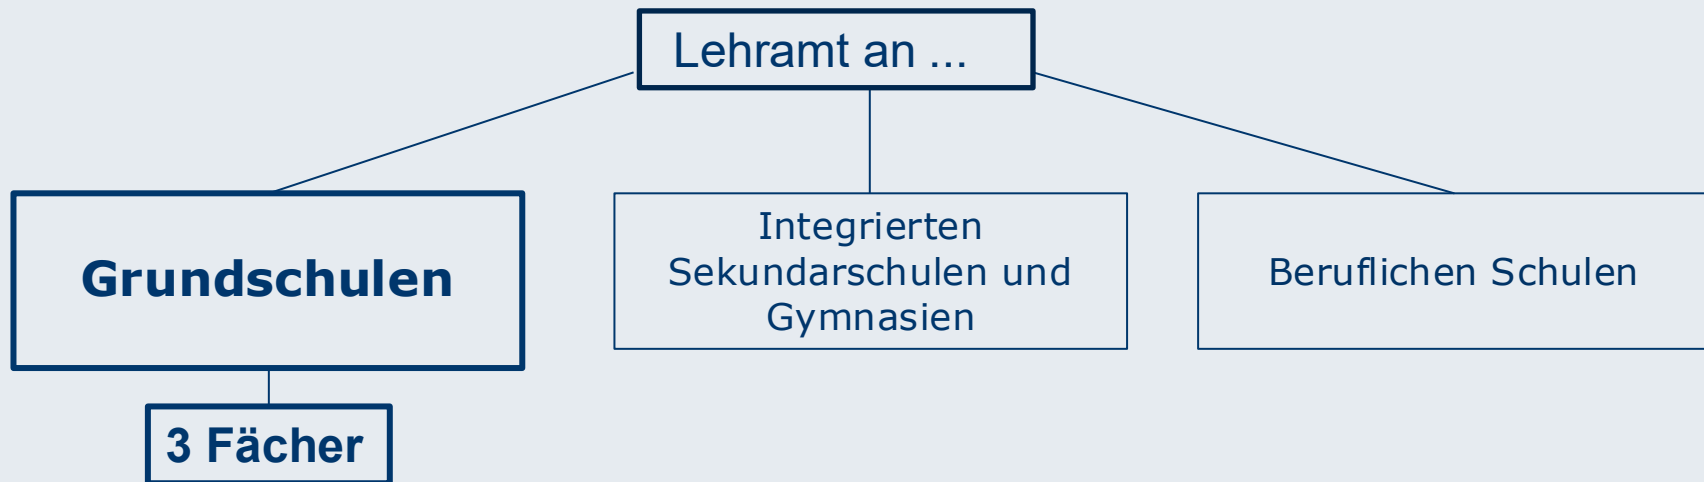 Lehramt an ...
Grundschulen
Integrierten
Sekundarschulen und
Gymnasien
Beruflichen Schulen
3 Fächer